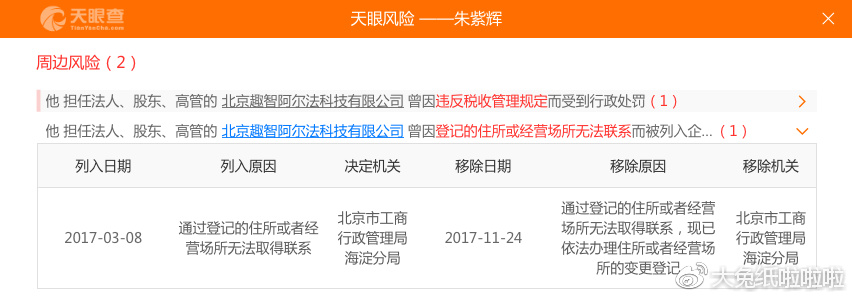 天眼查
TianYanCha.com
天眼风险 ——朱紫辉
周边风险（2）
他 担任法人、股东、高管的 北京趣智阿尔法科技有限公司 曾因违反税收管理规定而受到行政处罚（1）
他 担任法人、股东、高管的 北京趣智阿尔法科技有限公司 曾因登记的住所或经营场所无法联系而被列入企...（1）
列入日期 列入原因 决定机关 移除日期 移除原因 移除机关
2017-03-08
通过登记的住所或者经
营场所无法取得联系
北京市工商
行政管理局
海淀分局
2017-11-24
通过登记的住所或者经营
场所无法取得联系，现已
依法办理住所或者经营场
所的变更登记
北京市工商
行政管理局
海淀分局
大兔纸啦啦啦